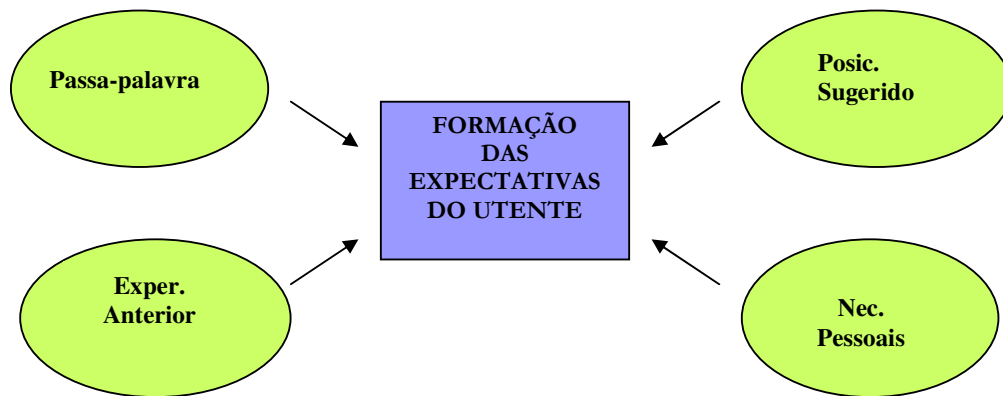 Passa-palavra
Posic.
Sugerido
FORMAÇÃO
DAS
EXPECTATIVAS
DO UTENTE
Exper.
Anterior
Nec.
Pessoais